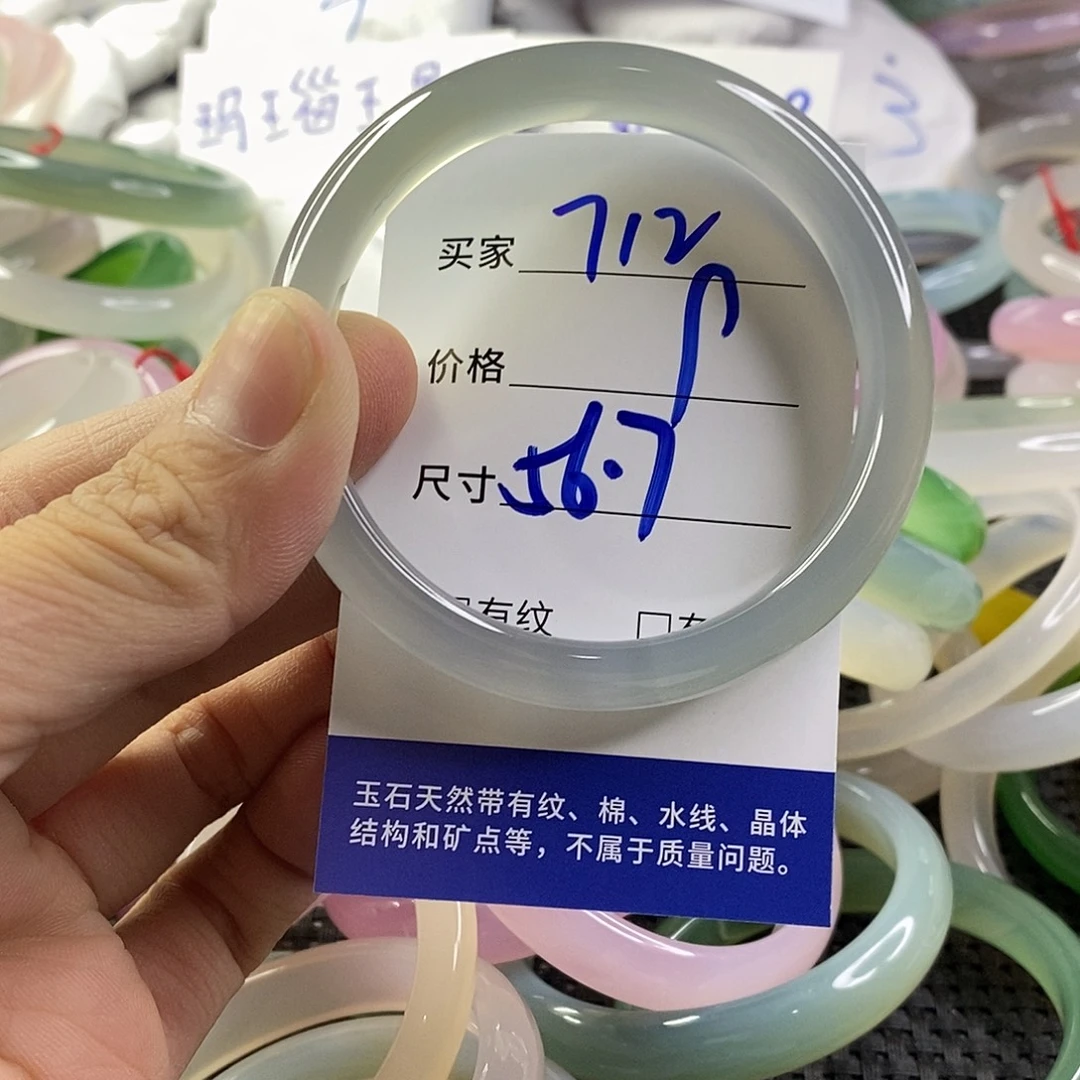 玛瑙玉
买家 712
价格
尺寸 56.7
有纹 □
玉石天然带有纹、棉、水线、晶体
结构和矿点等，不属于质量问题。